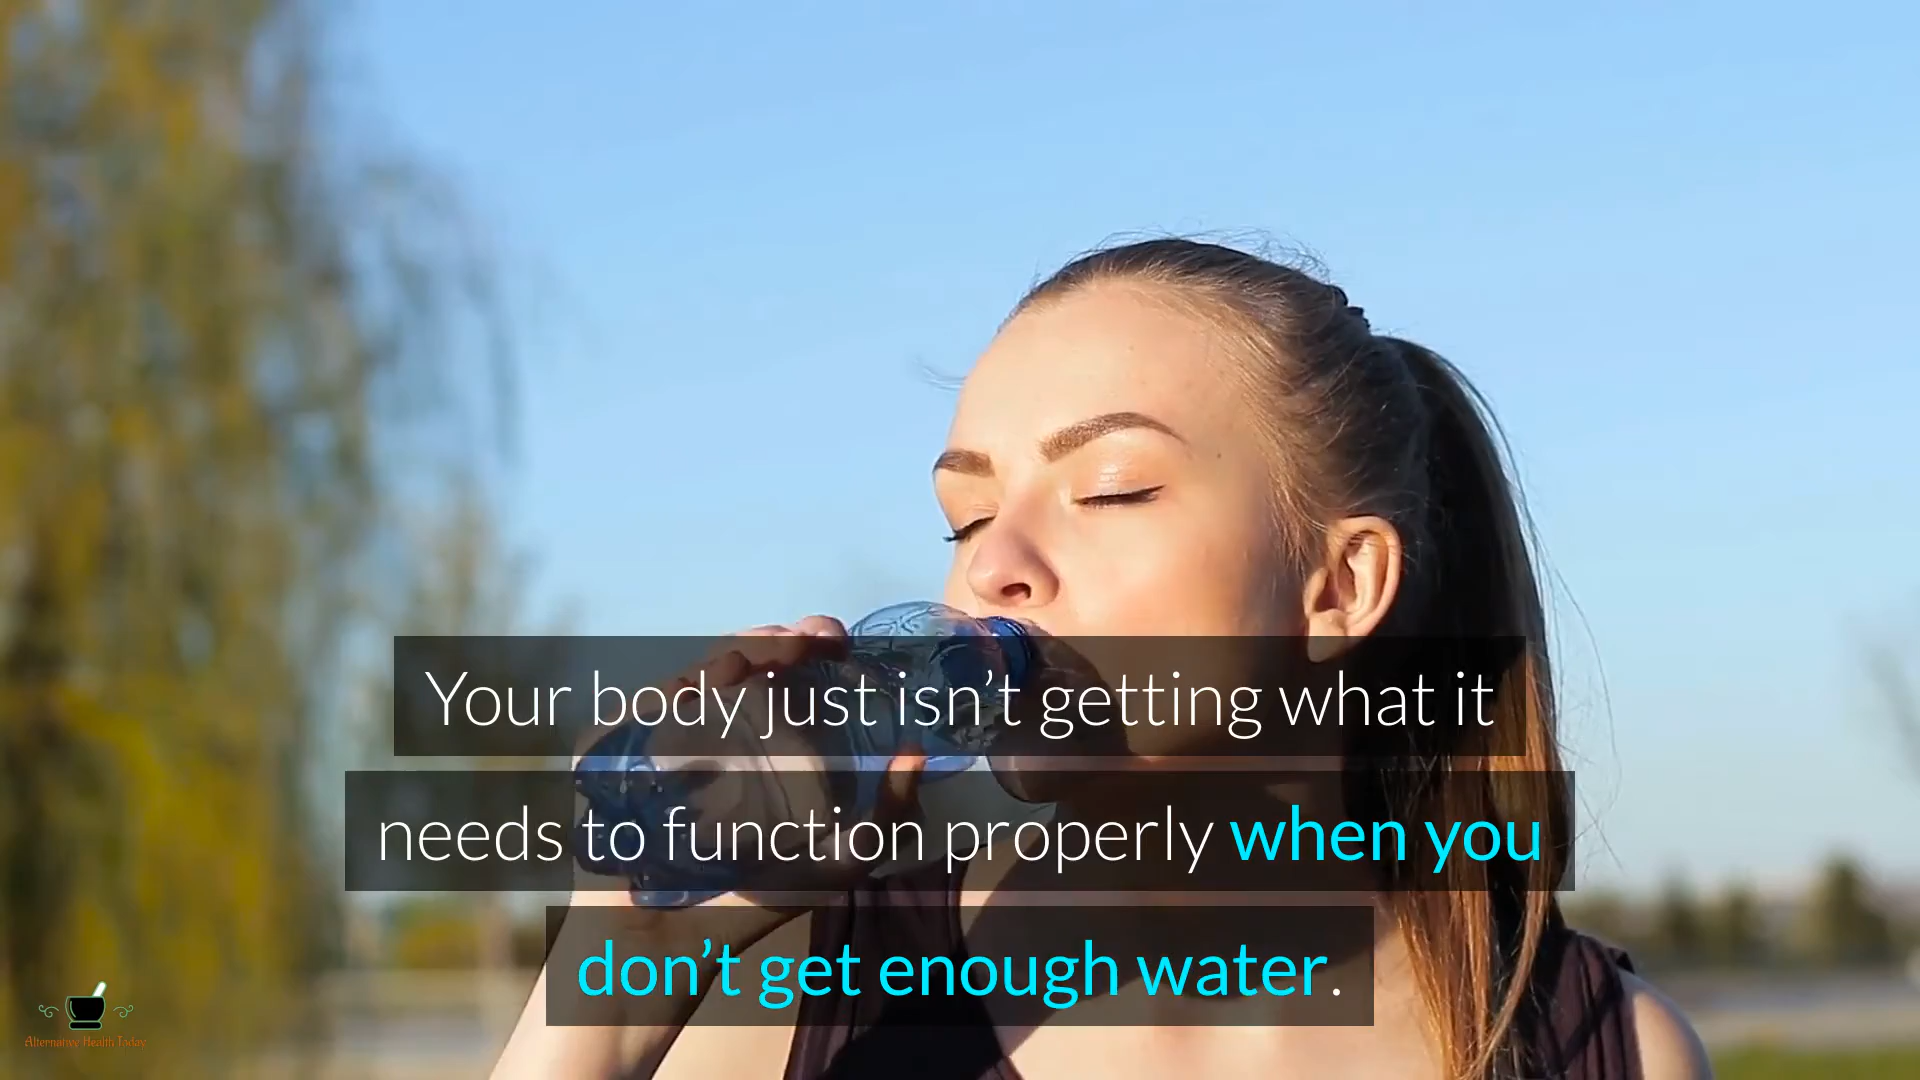 Your body just isn’t getting what it
needs to function properly when you
don’t get enough water.
Alternative Health Today